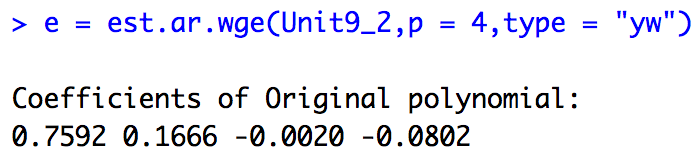 > e = est.ar.wge(Unit9_2,p = 4,type = "yw")
Coefficients of Original polynomial:
0.7592 0.1666 -0.0020 -0.0802